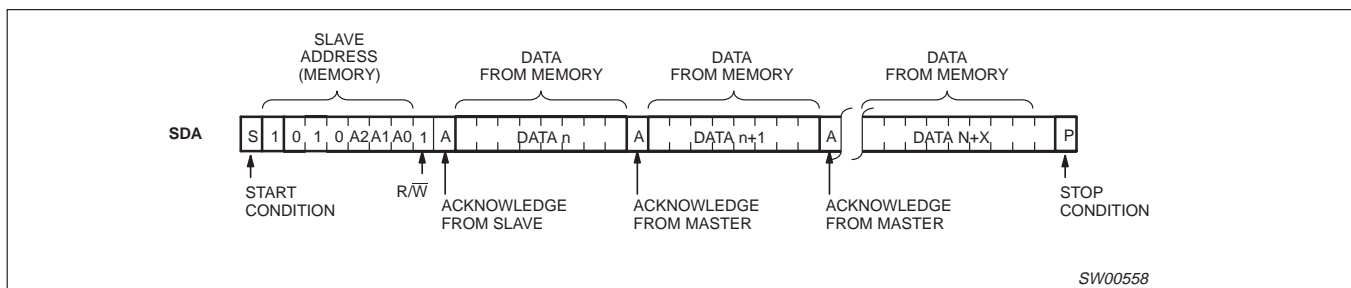 SLAVE
ADDRESS
(MEMORY)
DATA
FROM MEMORY
DATA
FROM MEMORY
DATA
FROM MEMORY
SDA
S 1 0 1 0 A2 A1 A0 1 A DATA n A DATA n+1 A DATA N+X P
START
CONDITION
R/W̅
ACKNOWLEDGE
FROM SLAVE
ACKNOWLEDGE
FROM MASTER
ACKNOWLEDGE
FROM MASTER
STOP
CONDITION
SW00558